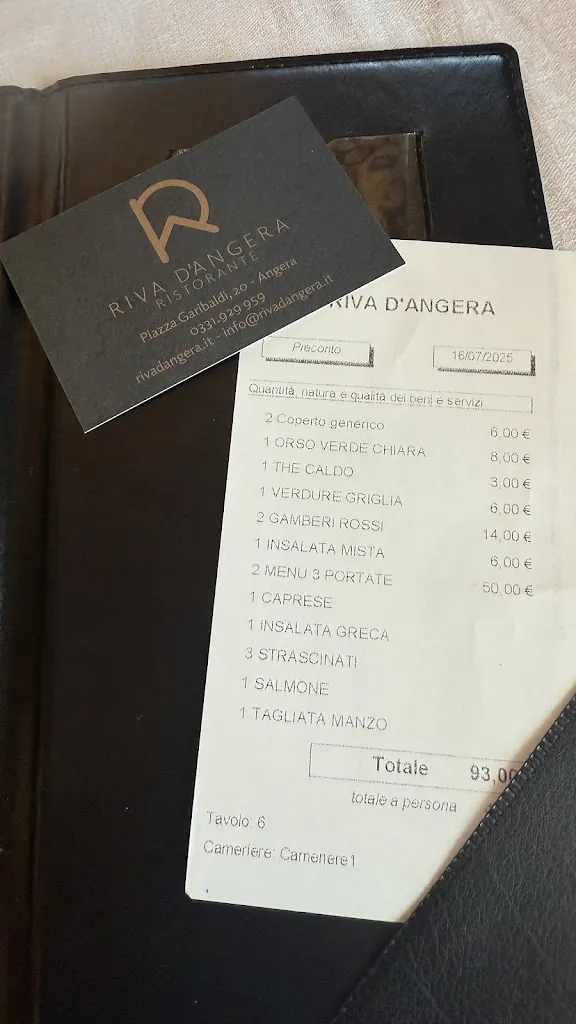 RIVA D'ANGERA
RISTORANTE
Piazza Garibaldi, 20 - Angera
0331-929 959
rivadangera.it - info@rivadangera.it
RIVA D'ANGERA
Preconto
16/07/2025
Quantità, natura e qualità dei beni e servizi
2 Coperto generico 6,00 €
1 ORSO VERDE CHIARA 8,00 €
1 THE CALDO 3,00 €
1 VERDURE GRIGLIA 6,00 €
2 GAMBERI ROSSI 14,00 €
1 INSALATA MISTA 6,00 €
2 MENU 3 PORTATE 50,00 €
1 CAPRESE
1 INSALATA GRECA
3 STRASCINATI
1 SALMONE
1 TAGLIATA MANZO
Totale 93,00
totale a persona
Tavolo: 6
Cameriere: Cameriere1